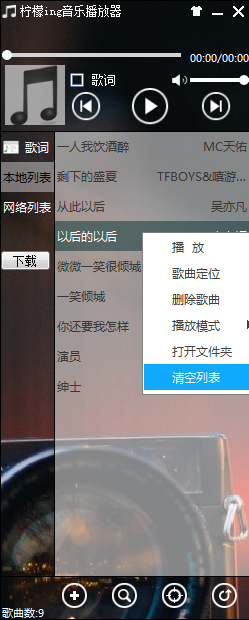 柠檬ing音乐播放器
00:00/00:00
歌词
歌词
本地列表
网络列表
下载
一人我饮酒醉 MC天佑
剩下的盛夏 TFBOYS&嘻游...
从此以后 吴亦凡
以后的以后
微微一笑很倾城
一笑倾城
你还要我怎样
演员
绅士
播 放
歌曲定位
删除歌曲
播放模式
打开文件夹
清空列表
歌曲数:9